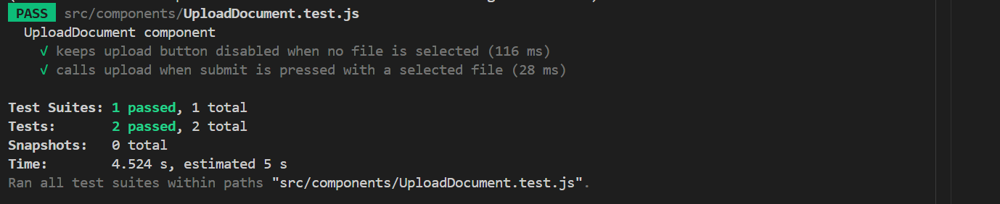 PASS src/components/UploadDocument.test.js
UploadDocument component
√ keeps upload button disabled when no file is selected (116 ms)
√ calls upload when submit is pressed with a selected file (28 ms)
Test Suites: 1 passed, 1 total
Tests: 2 passed, 2 total
Snapshots: 0 total
Time: 4.524 s, estimated 5 s
Ran all test suites within paths "src/components/UploadDocument.test.js".